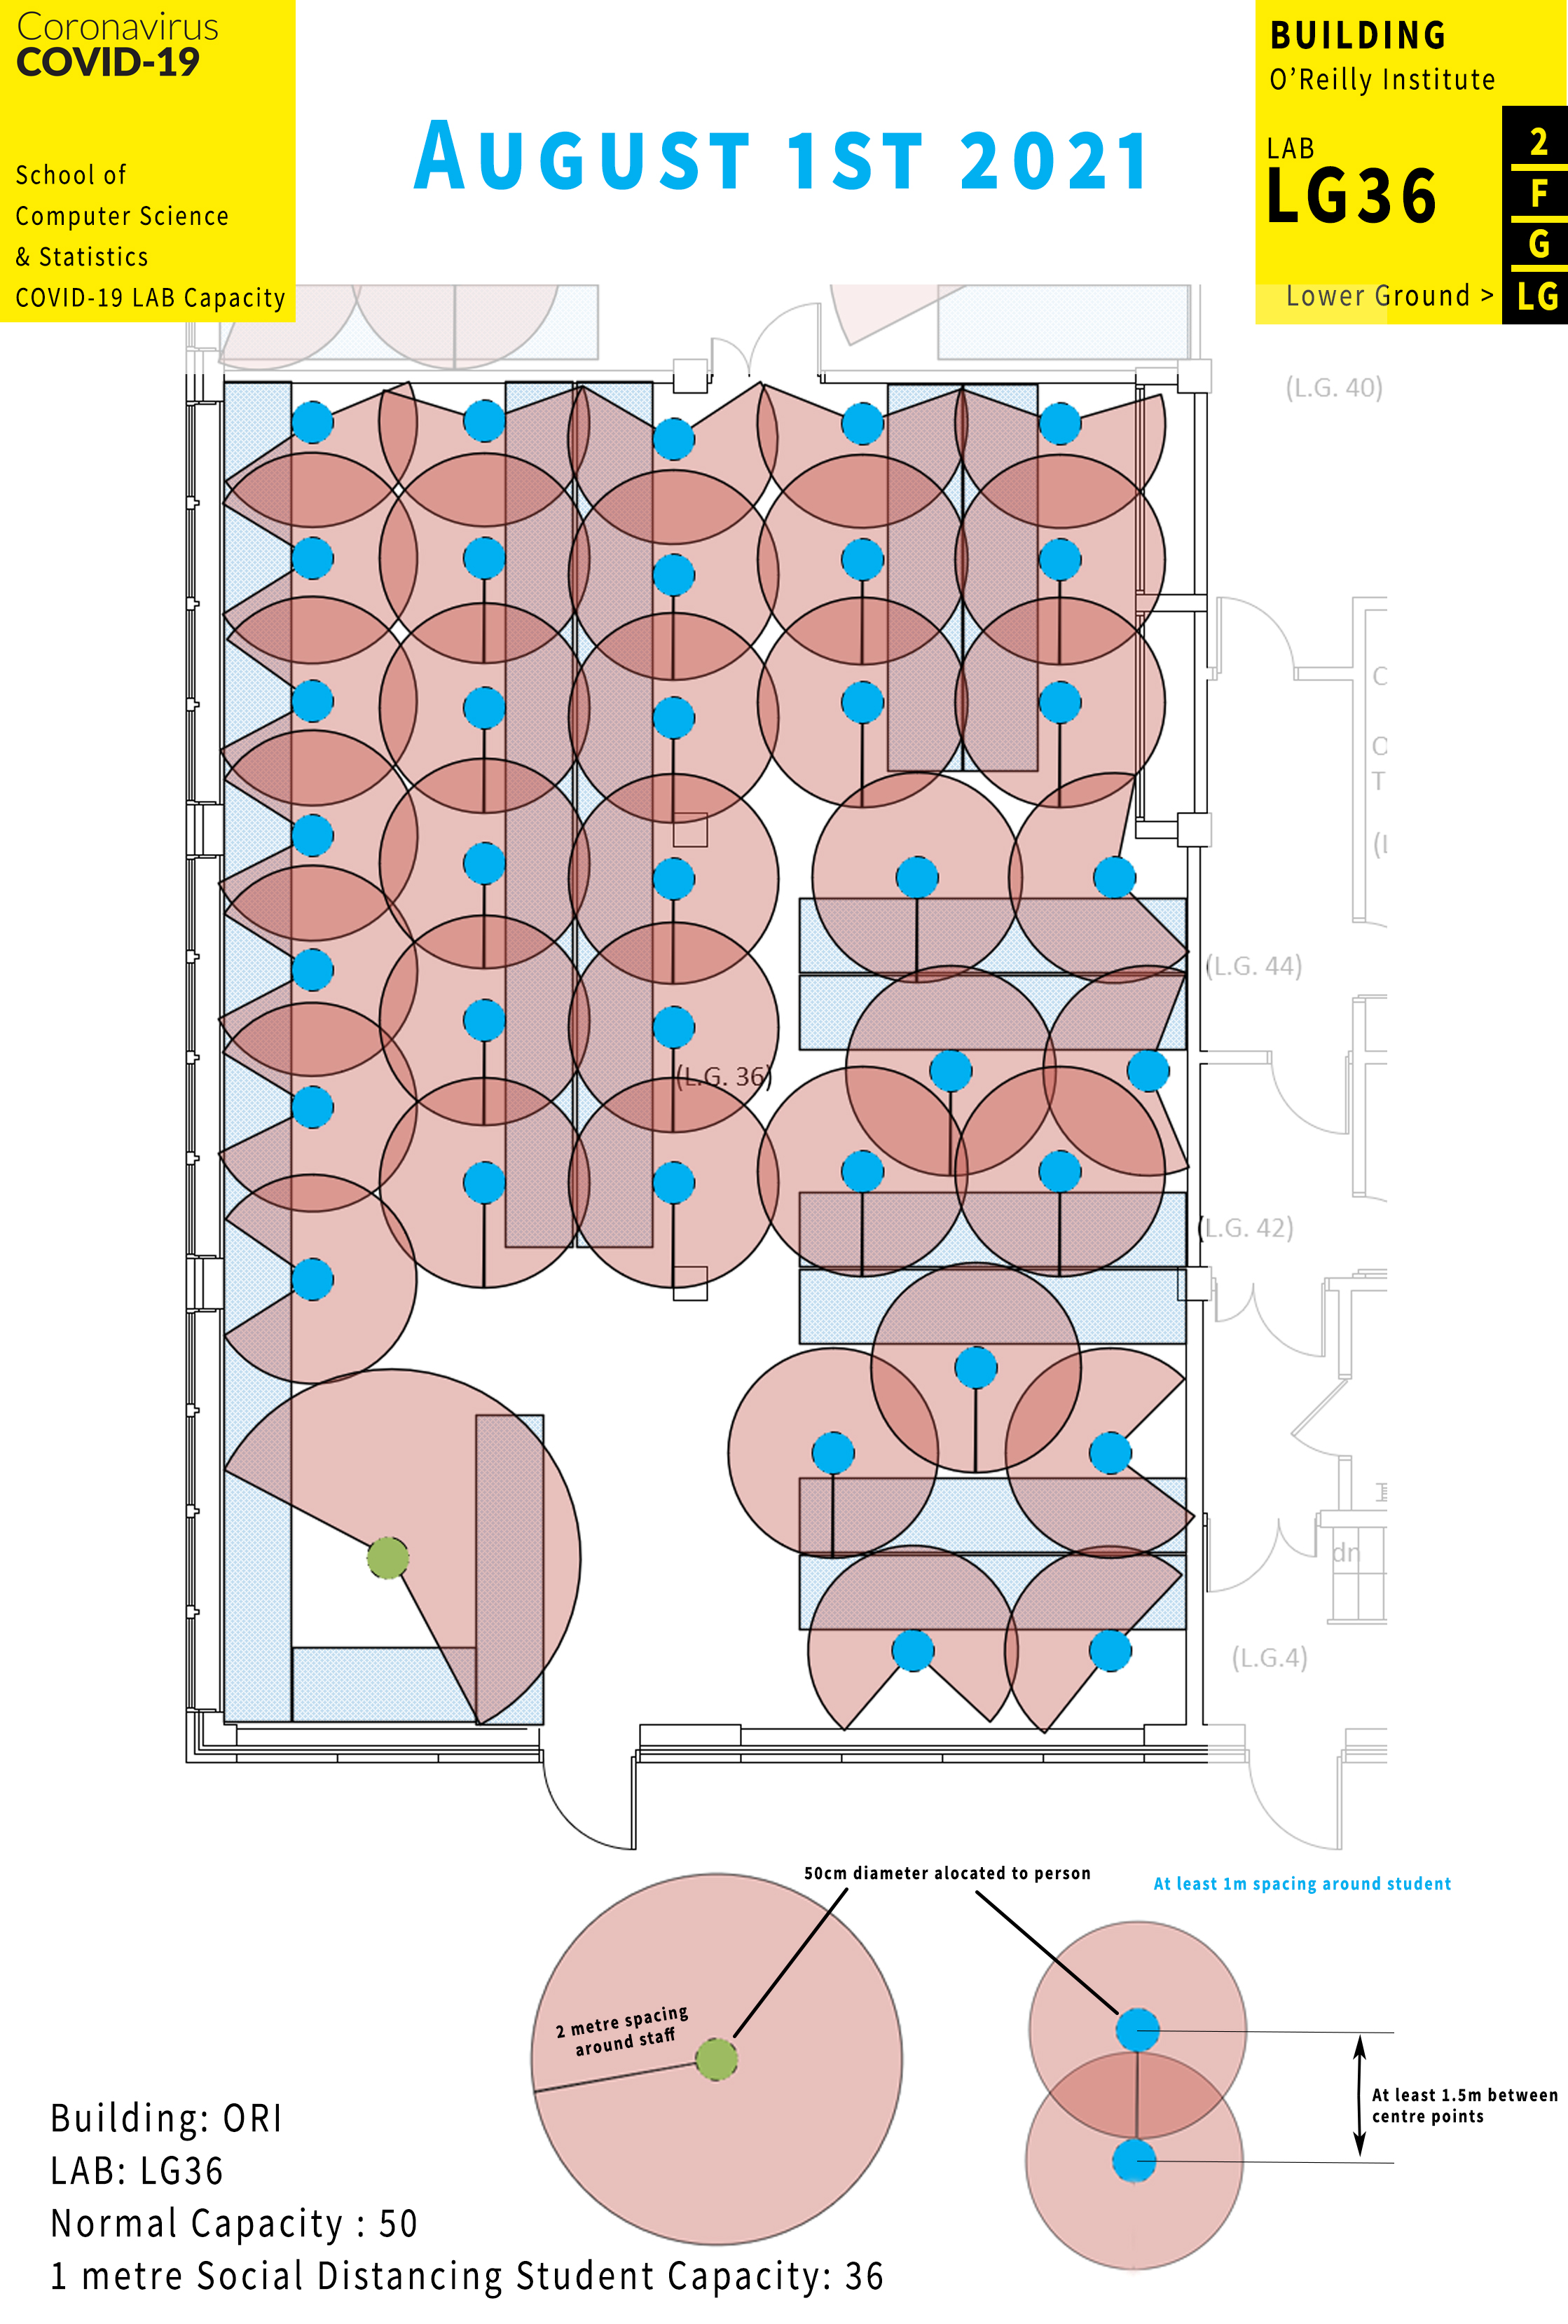 Coronavirus
COVID-19
School of
Computer Science
& Statistics
COVID-19 LAB Capacity
AUGUST 1ST 2021
BUILDING
O'Reilly Institute
LAB
LG36
2
F
G
Lower Ground >
LG
(L.G. 40)
C
O
T
(L
(L.G. 44)
(L.G. 36)
(L.G. 42)
dn
(L.G.4)
50cm diameter alocated to person
At least 1m spacing around student
2 metre spacing
around staff
At least 1.5m between
centre points
Building: ORI
LAB: LG36
Normal Capacity : 50
1 metre Social Distancing Student Capacity: 36